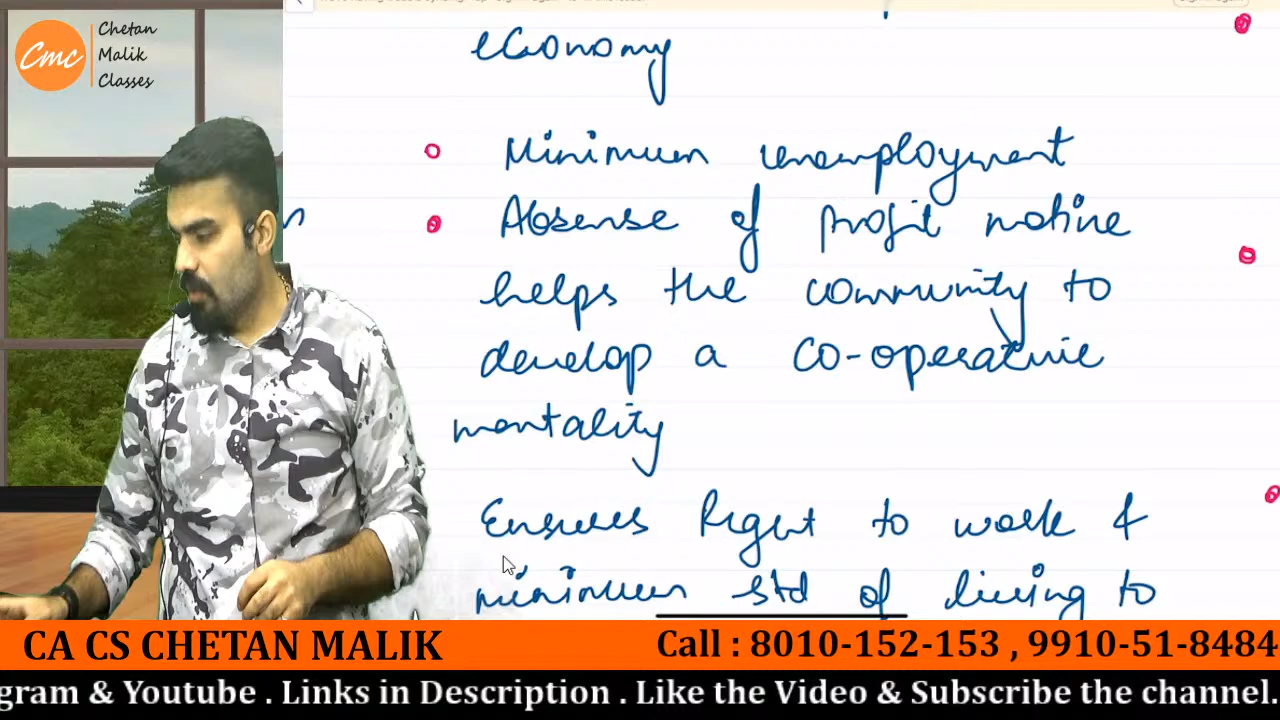 Cmc
Chetan
Malik
Classes
economy
Minimum unemployment
Absense of profit motive
helps the community to
develop a co-operative
mentality
Ensures Right to work &
minimum std of living to
CA CS CHETAN MALIK
Call : 8010-152-153 , 9910-51-8484
gram & Youtube . Links in Description . Like the Video & Subscribe the channel.